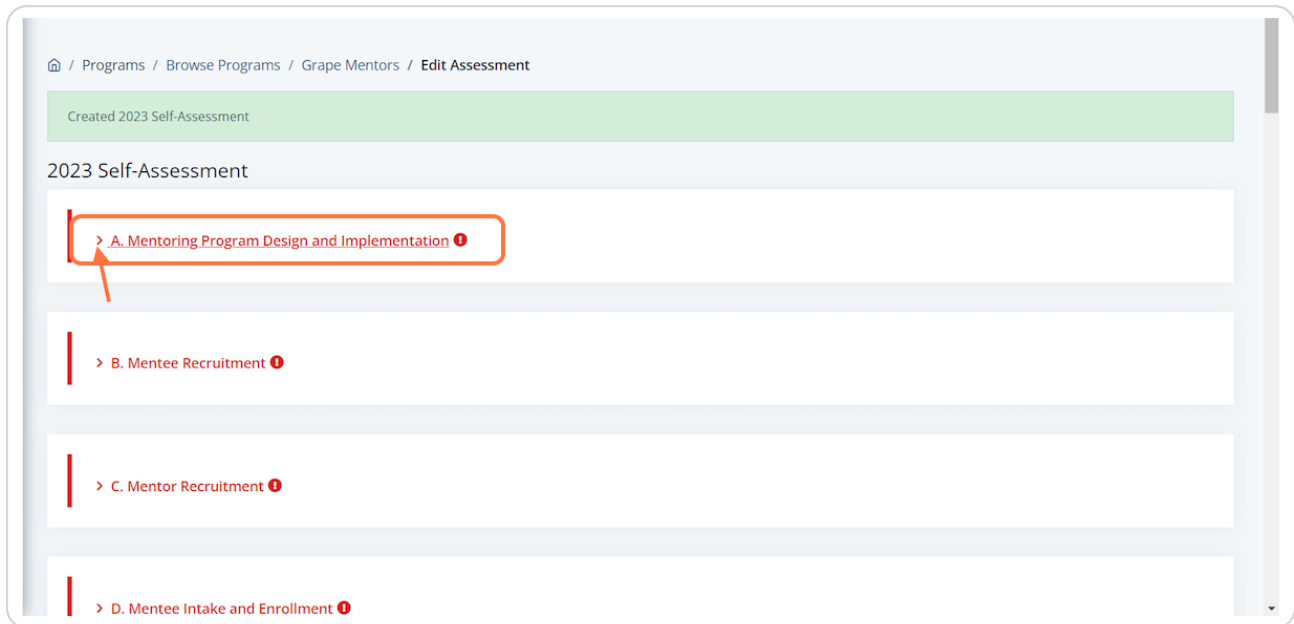 / Programs / Browse Programs / Grape Mentors / Edit Assessment
Created 2023 Self-Assessment
2023 Self-Assessment
A. Mentoring Program Design and Implementation
B. Mentee Recruitment
C. Mentor Recruitment
D. Mentee Intake and Enrollment